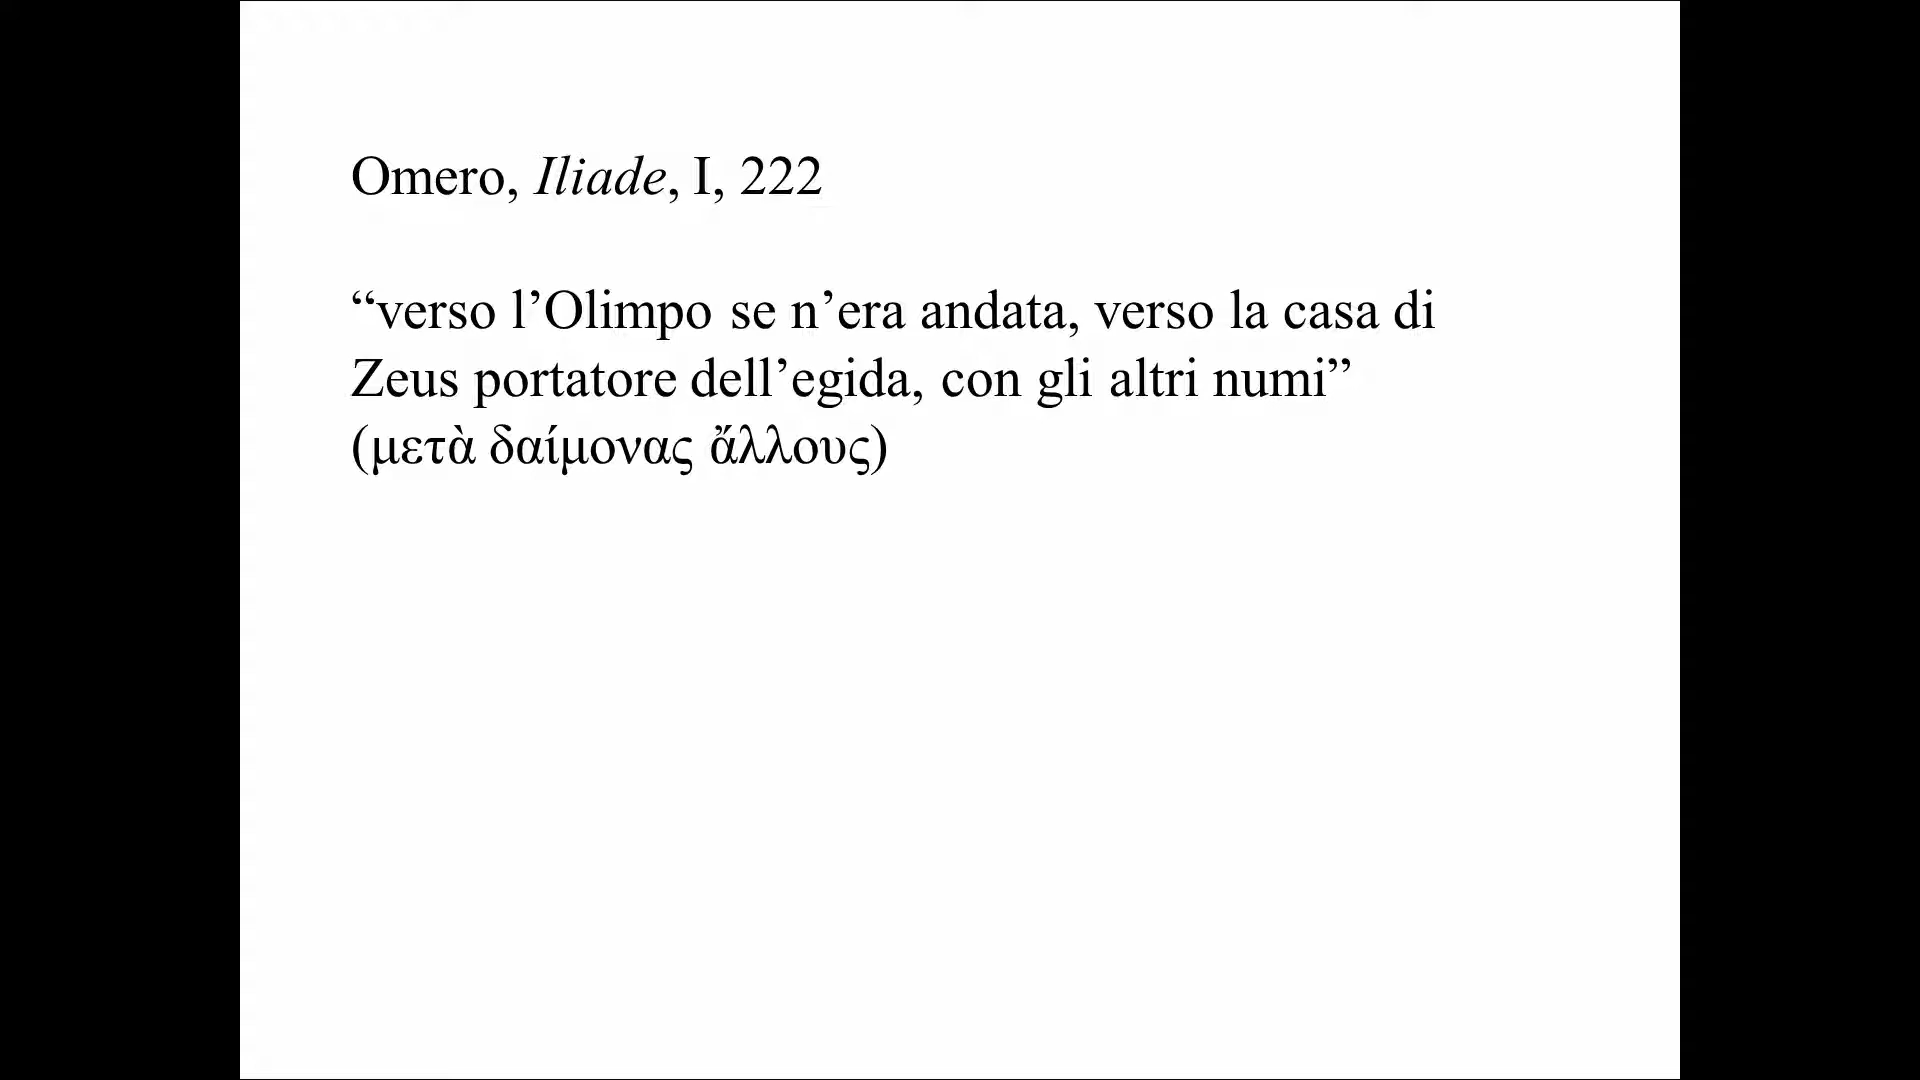 Omero, Iliade, I, 222
“verso l’Olimpo se n’era andata, verso la casa di
Zeus portatore dell’egida, con gli altri numi”
(μετὰ δαίμονας ἄλλους)